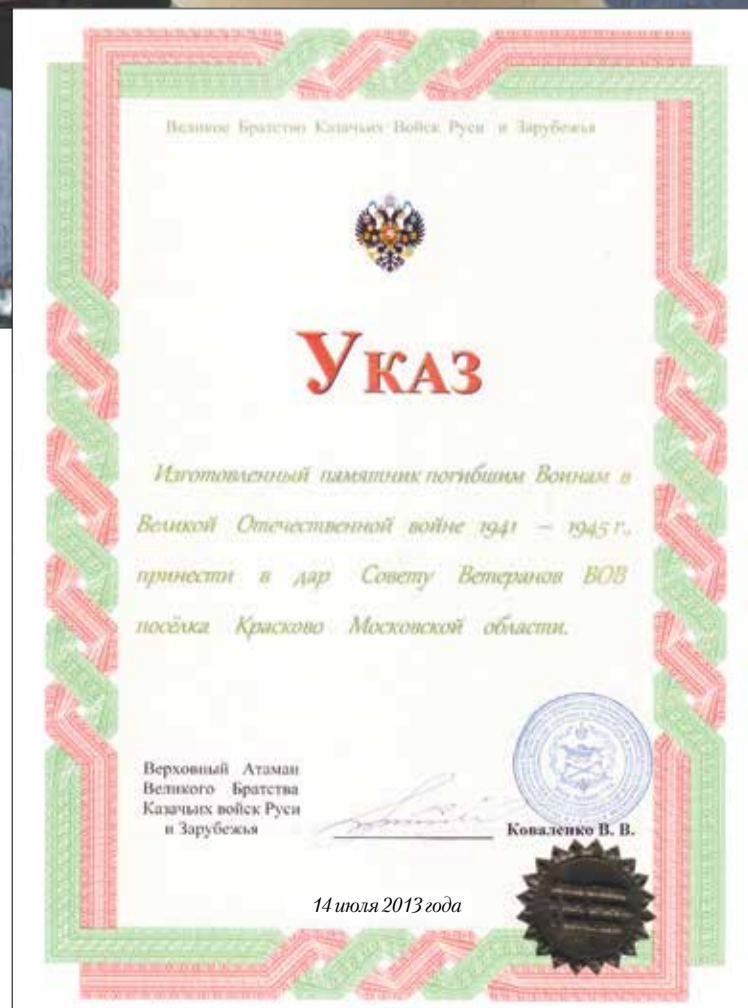 Великое Братство Казачьих Войск Руси и Зарубежья
Указ
Изготовленный памятник погибшим Воинам в
Великой Отечественной войне 1941 – 1945 г.,
принести в дар Совету Ветеранов ВОВ
посёлка Красково Московской области.
Верховный Атаман
Великого Братства
Казачьих войск Руси
и Зарубежья
Коваленко В. В.
14 июля 2013 года